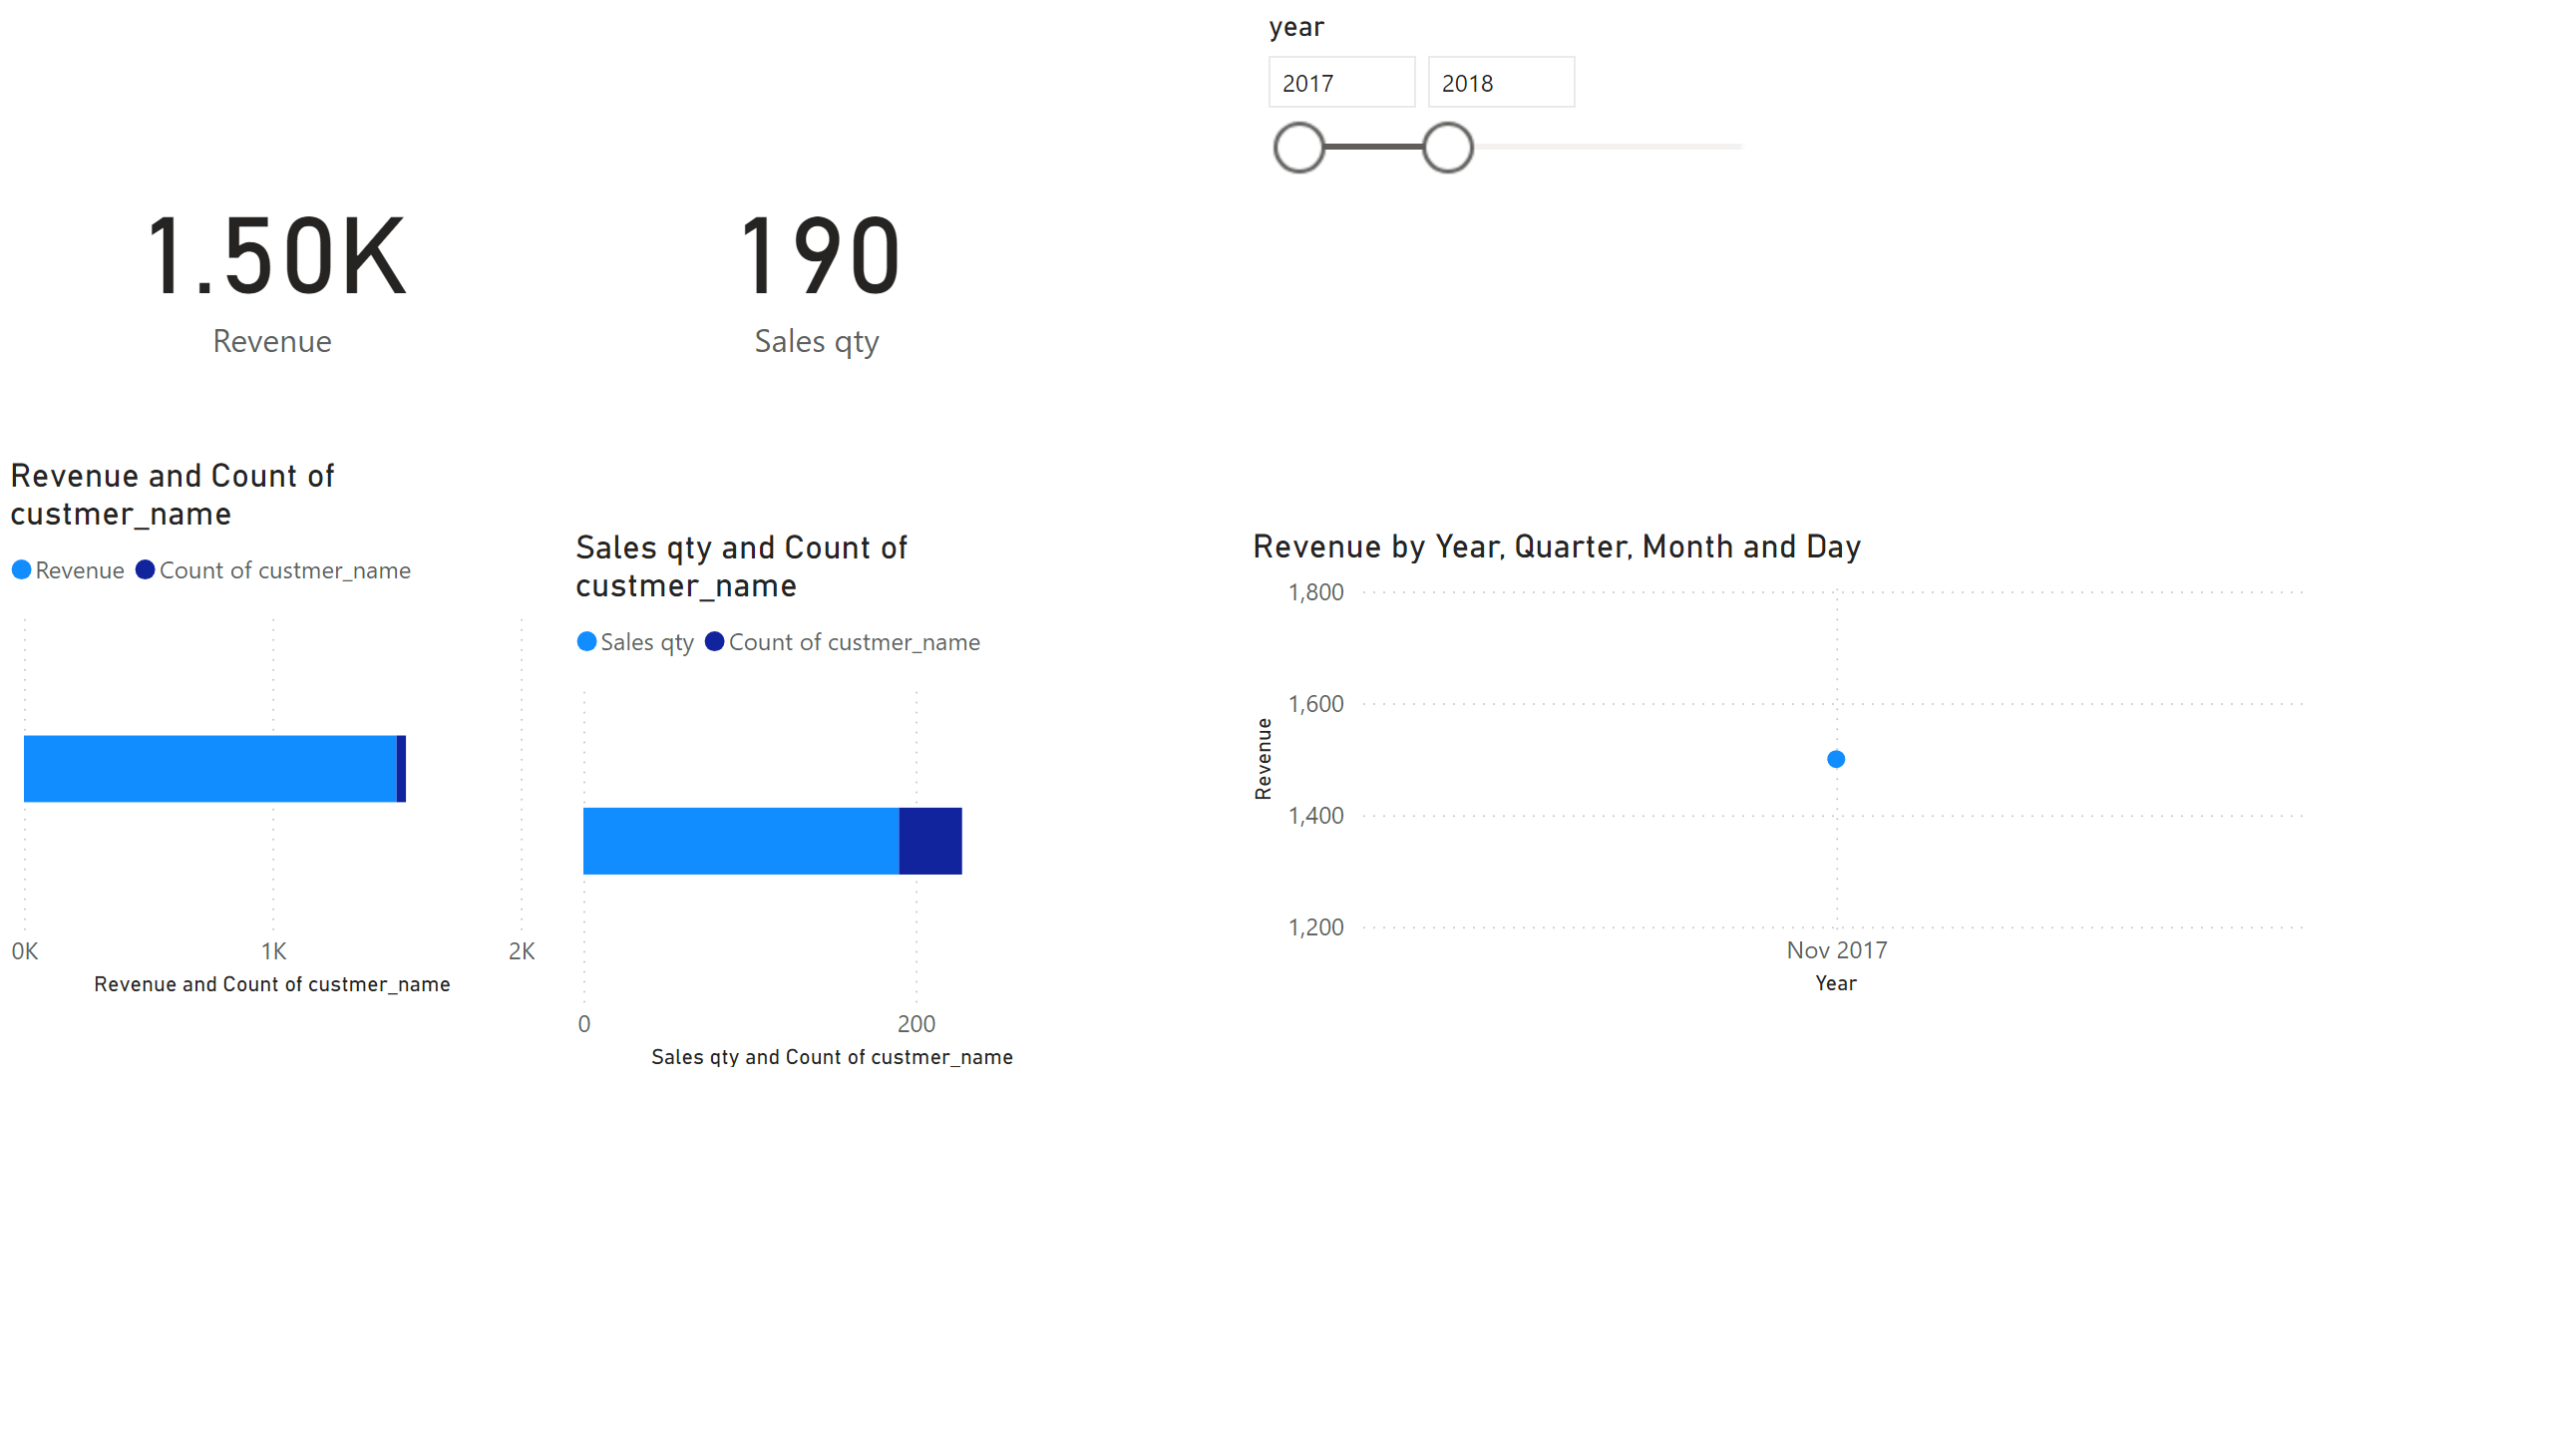 year
2017 2018
1.50K
Revenue
190
Sales qty
Revenue and Count of
custmer_name
Revenue Count of custmer_name
0K 1K 2K
Revenue and Count of custmer_name
Sales qty and Count of
custmer_name
Sales qty Count of custmer_name
0 200
Sales qty and Count of custmer_name
Revenue by Year, Quarter, Month and Day
1,800
1,600
1,400
1,200
Revenue
Nov 2017
Year